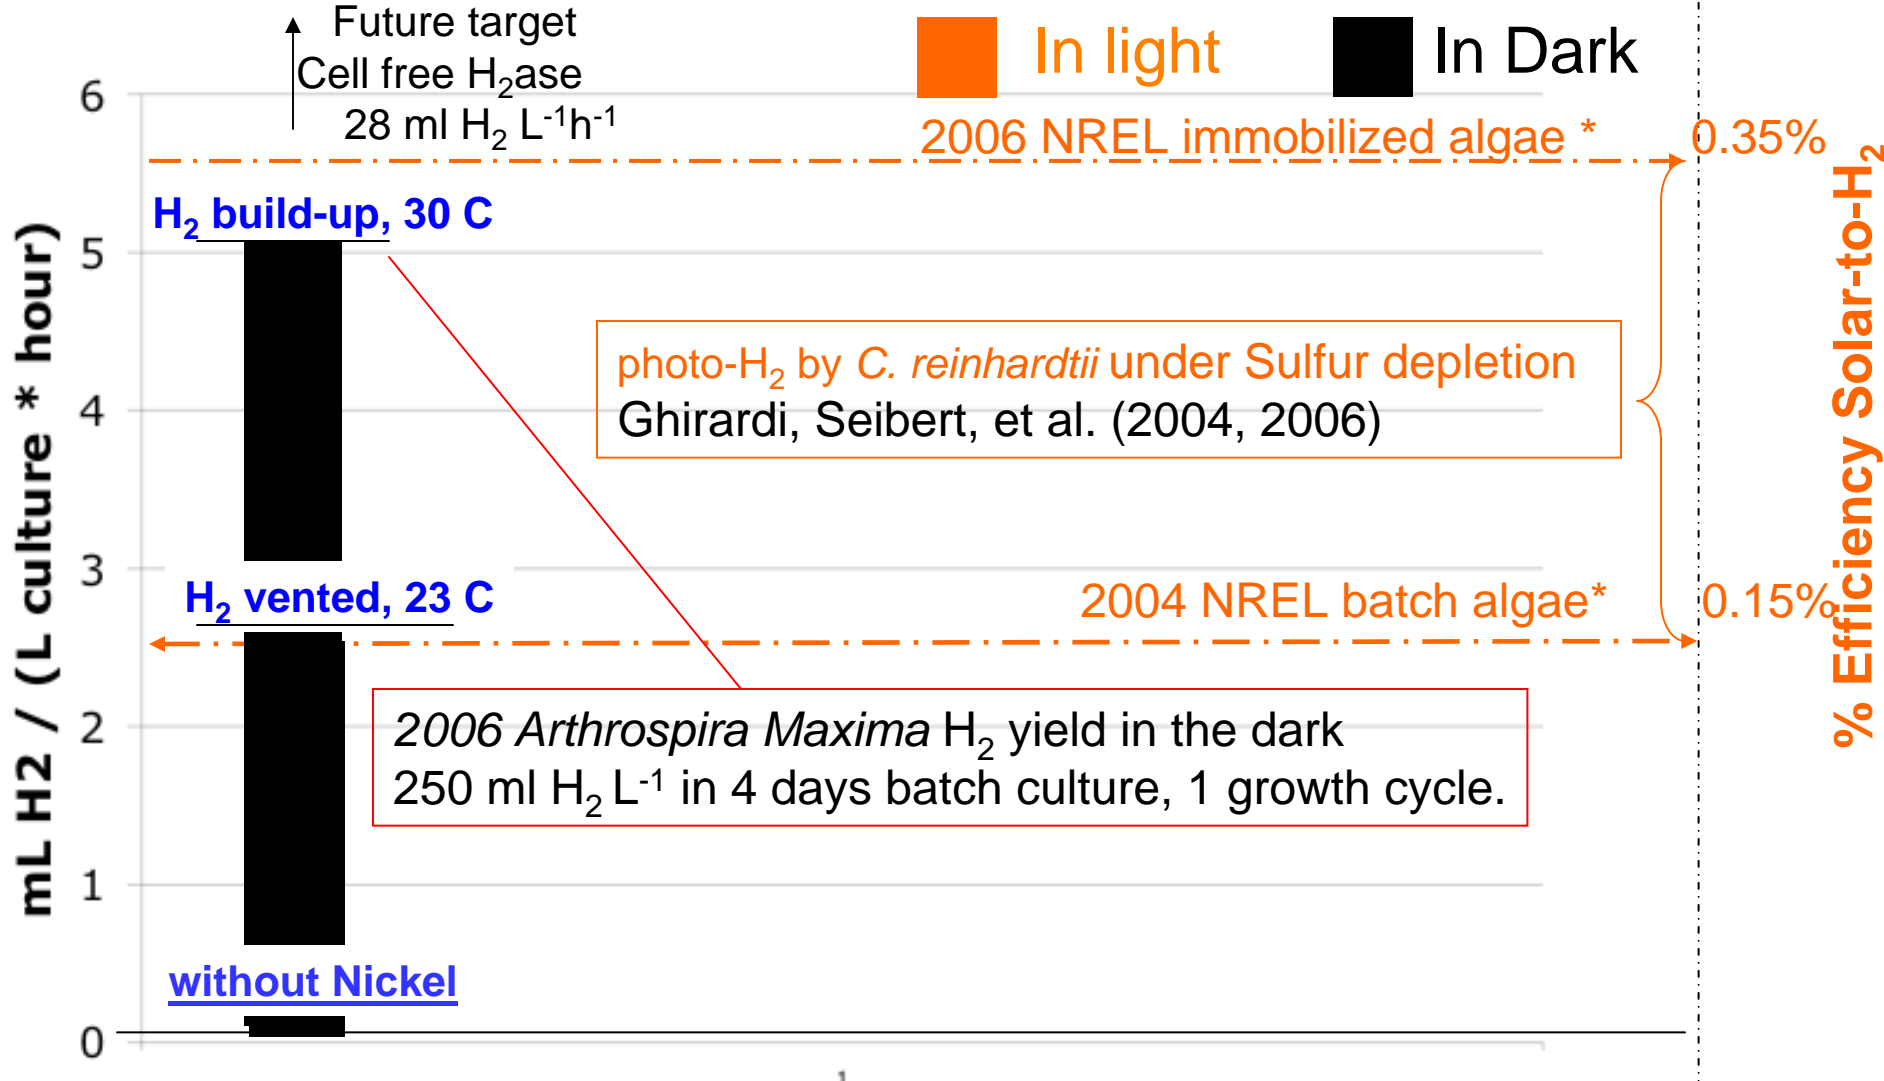 Future target
Cell free H₂ase
28 ml H₂ L⁻¹h⁻¹
In light
In Dark
6
2006 NREL immobilized algae *
0.35%
H₂ build-up, 30 C
5
photo-H₂ by C. reinhardtii under Sulfur depletion
Ghirardi, Seibert, et al. (2004, 2006)
4
3
H₂ vented, 23 C
2004 NREL batch algae*
0.15%
2006 Arthrospira Maxima H₂ yield in the dark
250 ml H₂ L⁻¹ in 4 days batch culture, 1 growth cycle.
2
1
without Nickel
0
mL H2 / (L culture * hour)
% Efficiency Solar-to-H₂